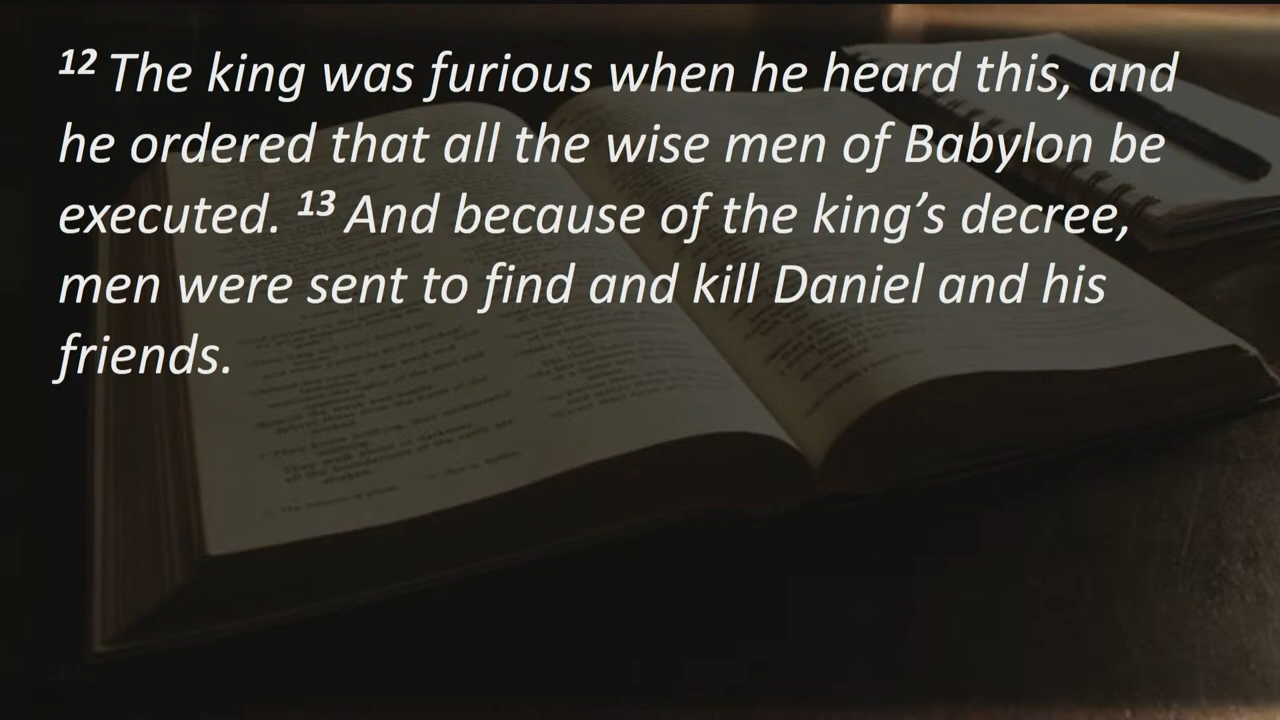 12 The king was furious when he heard this, and
he ordered that all the wise men of Babylon be
executed. 13 And because of the king’s decree,
men were sent to find and kill Daniel and his
friends.